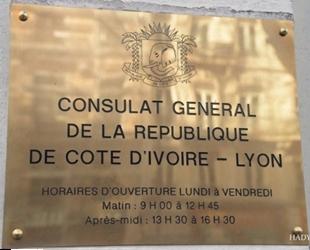 CONSULAT GENERAL
DE LA REPUBLIQUE
DE COTE D'IVOIRE – LYON
HORAIRES D'OUVERTURE LUNDI à VENDREDI
Matin : 9 H 00 à 12 H 45
Après-midi : 13 H 30 à 16 H 30